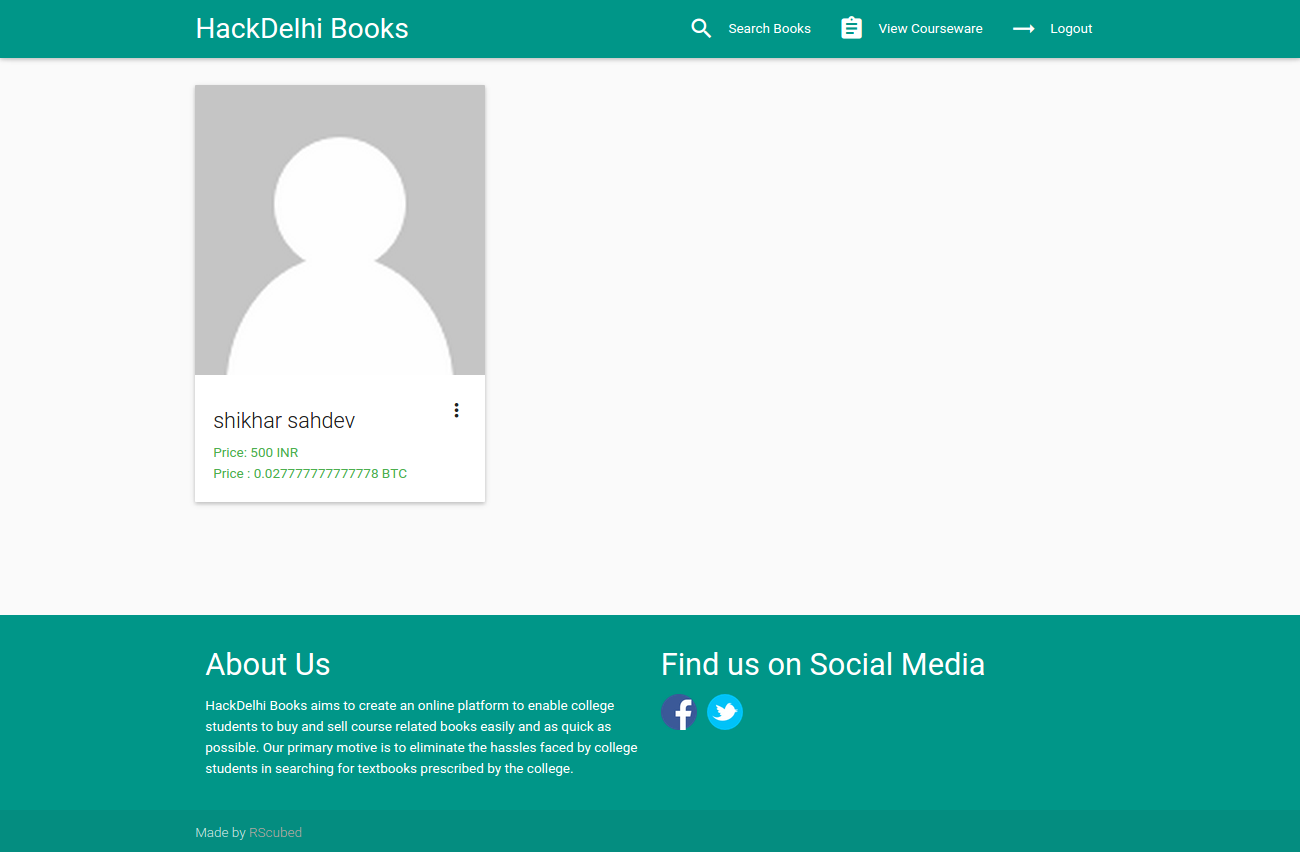 HackDelhi Books
Search Books
View Courseware
Logout
shikhar sahdev
Price: 500 INR
Price : 0.027777777777778 BTC
About Us
HackDelhi Books aims to create an online platform to enable college
students to buy and sell course related books easily and as quick as
possible. Our primary motive is to eliminate the hassles faced by college
students in searching for textbooks prescribed by the college.
Find us on Social Media
Made by RScubed